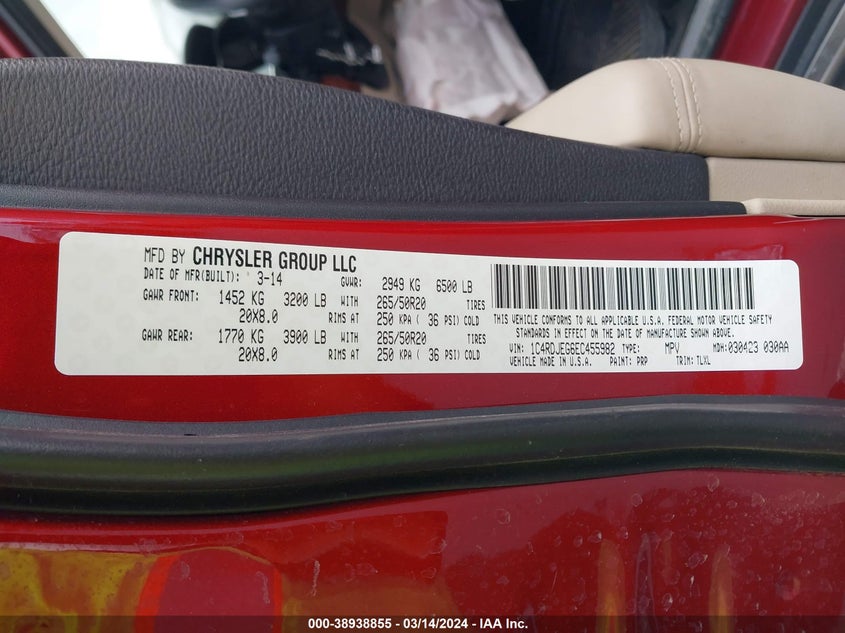 MFD BY CHRYSLER GROUP LLC
DATE OF MFR(BUILT): 3-14 GVWR: 2949 KG 6500 LB
GAWR FRONT: 1452 KG 3200 LB WITH 265/50R20 TIRES
20X8.0 RIMS AT 250 KPA ( 36 PSI) COLD
GAWR REAR: 1770 KG 3900 LB WITH 265/50R20 TIRES
20X8.0 RIMS AT 250 KPA ( 36 PSI) COLD
THIS VEHICLE CONFORMS TO ALL APPLICABLE U.S.A. FEDERAL MOTOR VEHICLE SAFETY
STANDARDS IN EFFECT ON THE DATE OF MANUFACTURE SHOWN ABOVE.
VIN: 1C4RDJEG6EC455982 TYPE: MPV MDH: 030423 030AA
VEHICLE MADE IN U.S.A. PAINT: PRP TRIM: TLXL
000-38938855 - 03/14/2024 - IAA Inc.